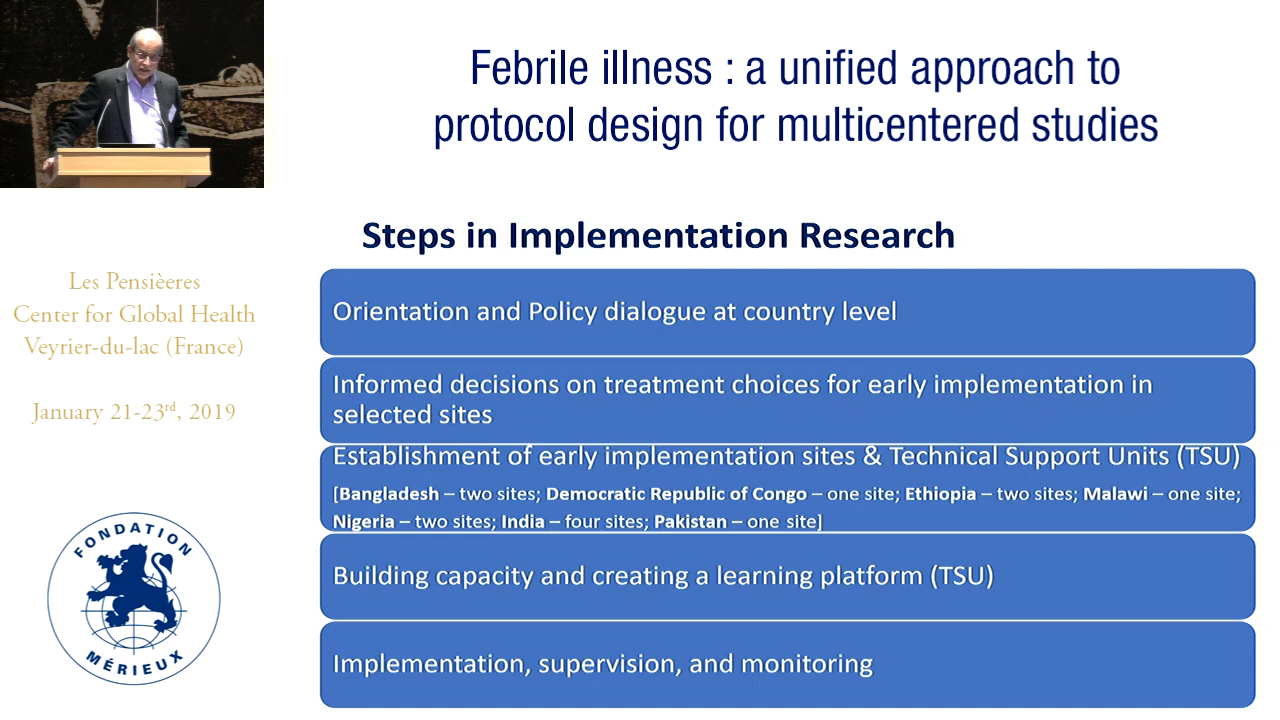 Febrile illness : a unified approach to
protocol design for multicentered studies
Steps in Implementation Research
Orientation and Policy dialogue at country level
Informed decisions on treatment choices for early implementation in
selected sites
Establishment of early implementation sites & Technical Support Units (TSU)
[Bangladesh – two sites; Democratic Republic of Congo – one site; Ethiopia – two sites; Malawi – one site;
Nigeria – two sites; India – four sites; Pakistan – one site]
Building capacity and creating a learning platform (TSU)
Implementation, supervision, and monitoring
Les Pensièeres
Center for Global Health
Veyrier-du-lac (France)
January 21-23rd, 2019
FONDATION
MÉRIEUX